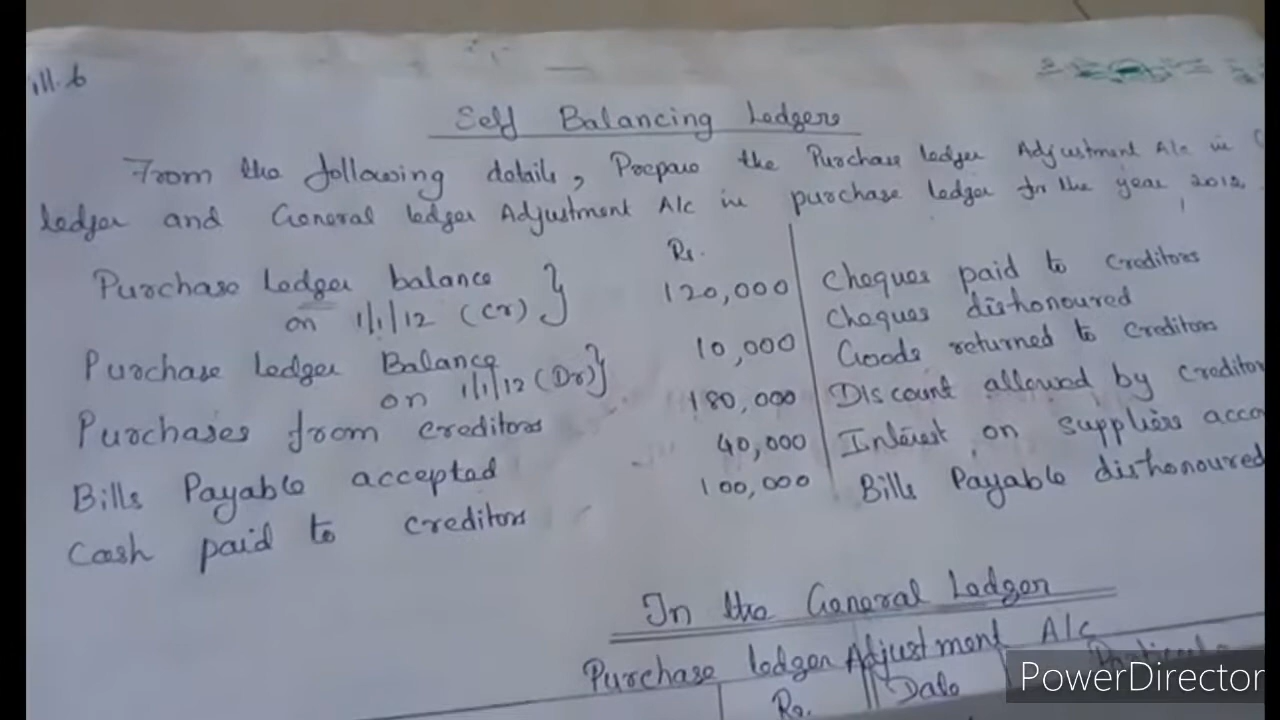 ill.6
Self Balancing Ledgers
From the following details, Prepare the Purchase ledger Adjustment A/c in
ledger and General ledger Adjustment A/c in purchase ledger for the year 2012.
Rs.
Purchase Ledger balance
on 1/1/12 (Cr) } 120,000
Purchase Ledger Balance
on 1/1/12 (Dr) } 10,000
Purchases from creditors 180,000
Bills Payable accepted 40,000
Cash paid to creditors 100,000
Cheques paid to creditors
Cheques dishonoured
Goods returned to creditors
Discount allowed by creditor
Interest on suppliers acco
Bills Payable dishonoured
In the General Ledger
Purchase ledger Adjustment A/c
Rs. Date
PowerDirector